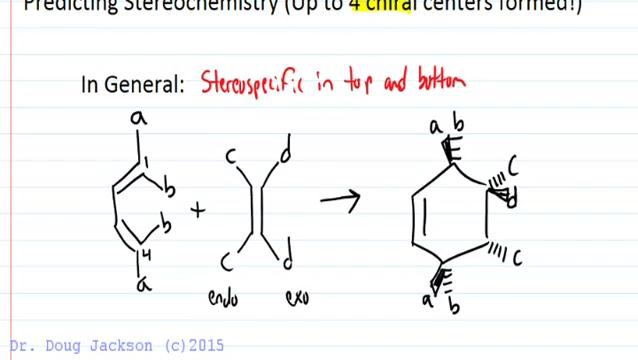 Predicting Stereochemistry (Up to 4 chiral centers formed!)
In General: Stereospecific in top and bottom
a
1
b
b
4
a
+
c
d
c
d
endo
exo
a b
c
d
c
a
b
Dr. Doug Jackson (c)2015